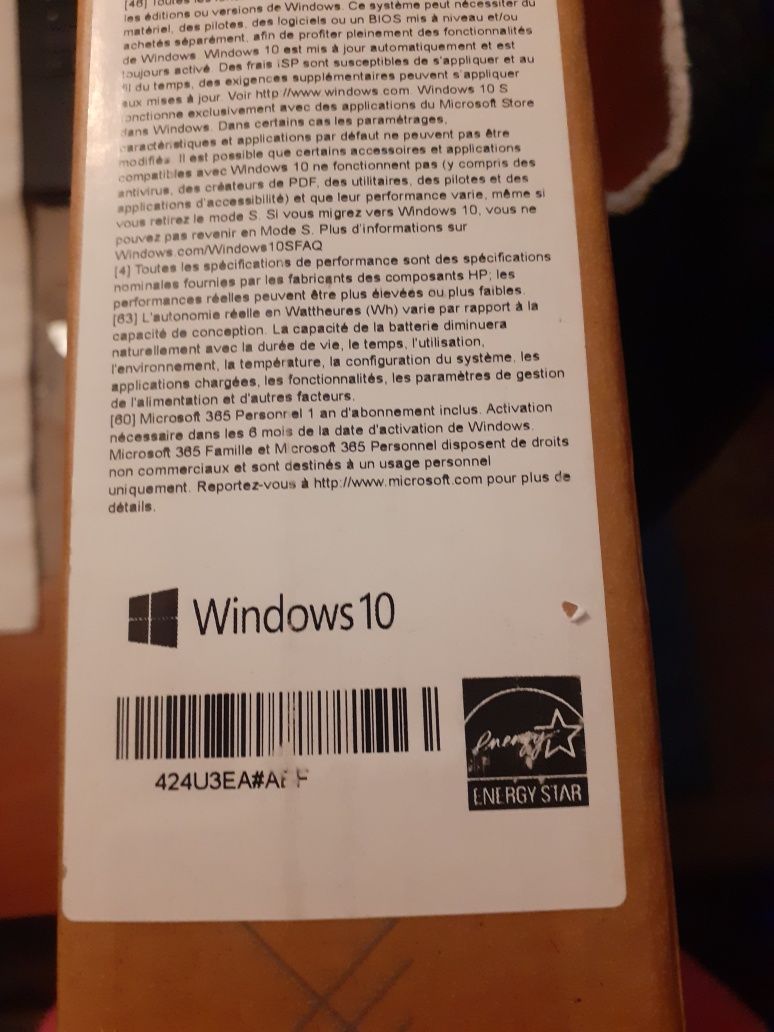 [46] Toutes les
les éditions ou versions de Windows. Ce système peut nécessiter du
matériel, des pilotes, des logiciels ou un BIOS mis à niveau et/ou
achetés séparément, afin de profiter pleinement des fonctionnalités
de Windows. Windows 10 est mis à jour automatiquement et est
toujours activé. Des frais ISP sont susceptibles de s'appliquer et au
fil du temps, des exigences supplémentaires peuvent s'appliquer
aux mises à jour. Voir http://www.windows.com. Windows 10 S
fonctionne exclusivement avec des applications du Microsoft Store
dans Windows. Dans certains cas les paramétrages,
caractéristiques et applications par défaut ne peuvent pas être
modifiés. Il est possible que certains accessoires et applications
compatibles avec Windows 10 ne fonctionnent pas (y compris des
antivirus, des créateurs de PDF, des utilitaires, des pilotes et des
applications d'accessibilité) et que leur performance varie, même si
vous retirez le mode S. Si vous migrez vers Windows 10, vous ne
pouvez pas revenir en Mode S. Plus d'informations sur
Windows.com/Windows10SFAQ
[4] Toutes les spécifications de performance sont des spécifications
nominales fournies par les fabricants des composants HP; les
performances réelles peuvent être plus élevées ou plus faibles.
[63] L'autonomie réelle en Wattheures (Wh) varie par rapport à la
capacité de conception. La capacité de la batterie diminuera
naturellement avec la durée de vie, le temps, l'utilisation,
l'environnement, la température, la configuration du système, les
applications chargées, les fonctionnalités, les paramètres de gestion
de l'alimentation et d'autres facteurs.
[60] Microsoft 365 Personnel 1 an d'abonnement inclus. Activation
nécessaire dans les 6 mois de la date d'activation de Windows.
Microsoft 365 Famille et Microsoft 365 Personnel disposent de droits
non commerciaux et sont destinés à un usage personnel
uniquement. Reportez-vous à http://www.microsoft.com pour plus de
détails.
Windows 10
energy
424U3EA#
ENERGY STAR